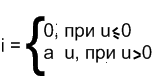 i = { 0; при u≤0
a u, при u>0